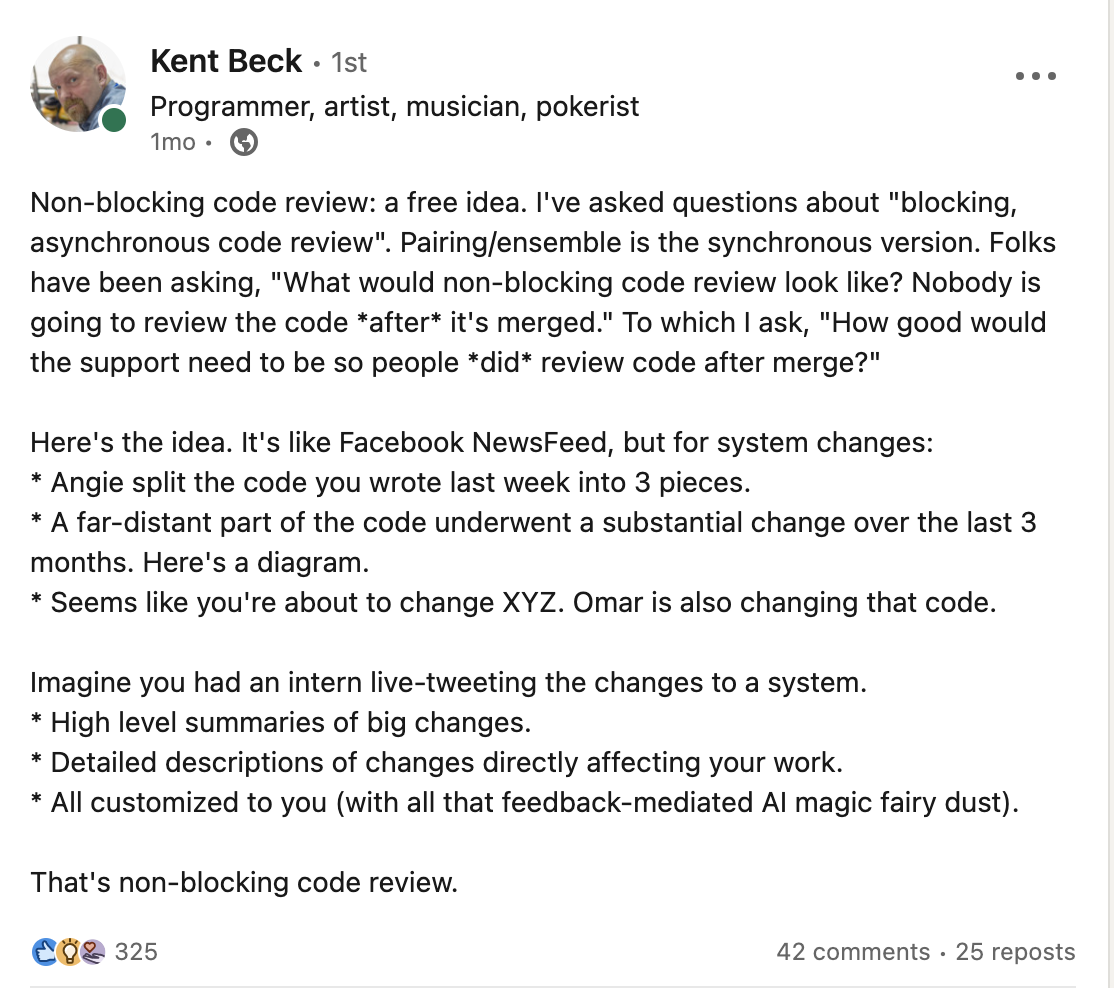 Kent Beck • 1st
Programmer, artist, musician, pokerist
1mo •
Non-blocking code review: a free idea. I've asked questions about "blocking,
asynchronous code review". Pairing/ensemble is the synchronous version. Folks
have been asking, "What would non-blocking code review look like? Nobody is
going to review the code *after* it's merged." To which I ask, "How good would
the support need to be so people *did* review code after merge?"
Here's the idea. It's like Facebook NewsFeed, but for system changes:
* Angie split the code you wrote last week into 3 pieces.
* A far-distant part of the code underwent a substantial change over the last 3
months. Here's a diagram.
* Seems like you're about to change XYZ. Omar is also changing that code.
Imagine you had an intern live-tweeting the changes to a system.
* High level summaries of big changes.
* Detailed descriptions of changes directly affecting your work.
* All customized to you (with all that feedback-mediated AI magic fairy dust).
That's non-blocking code review.
325 42 comments • 25 reposts